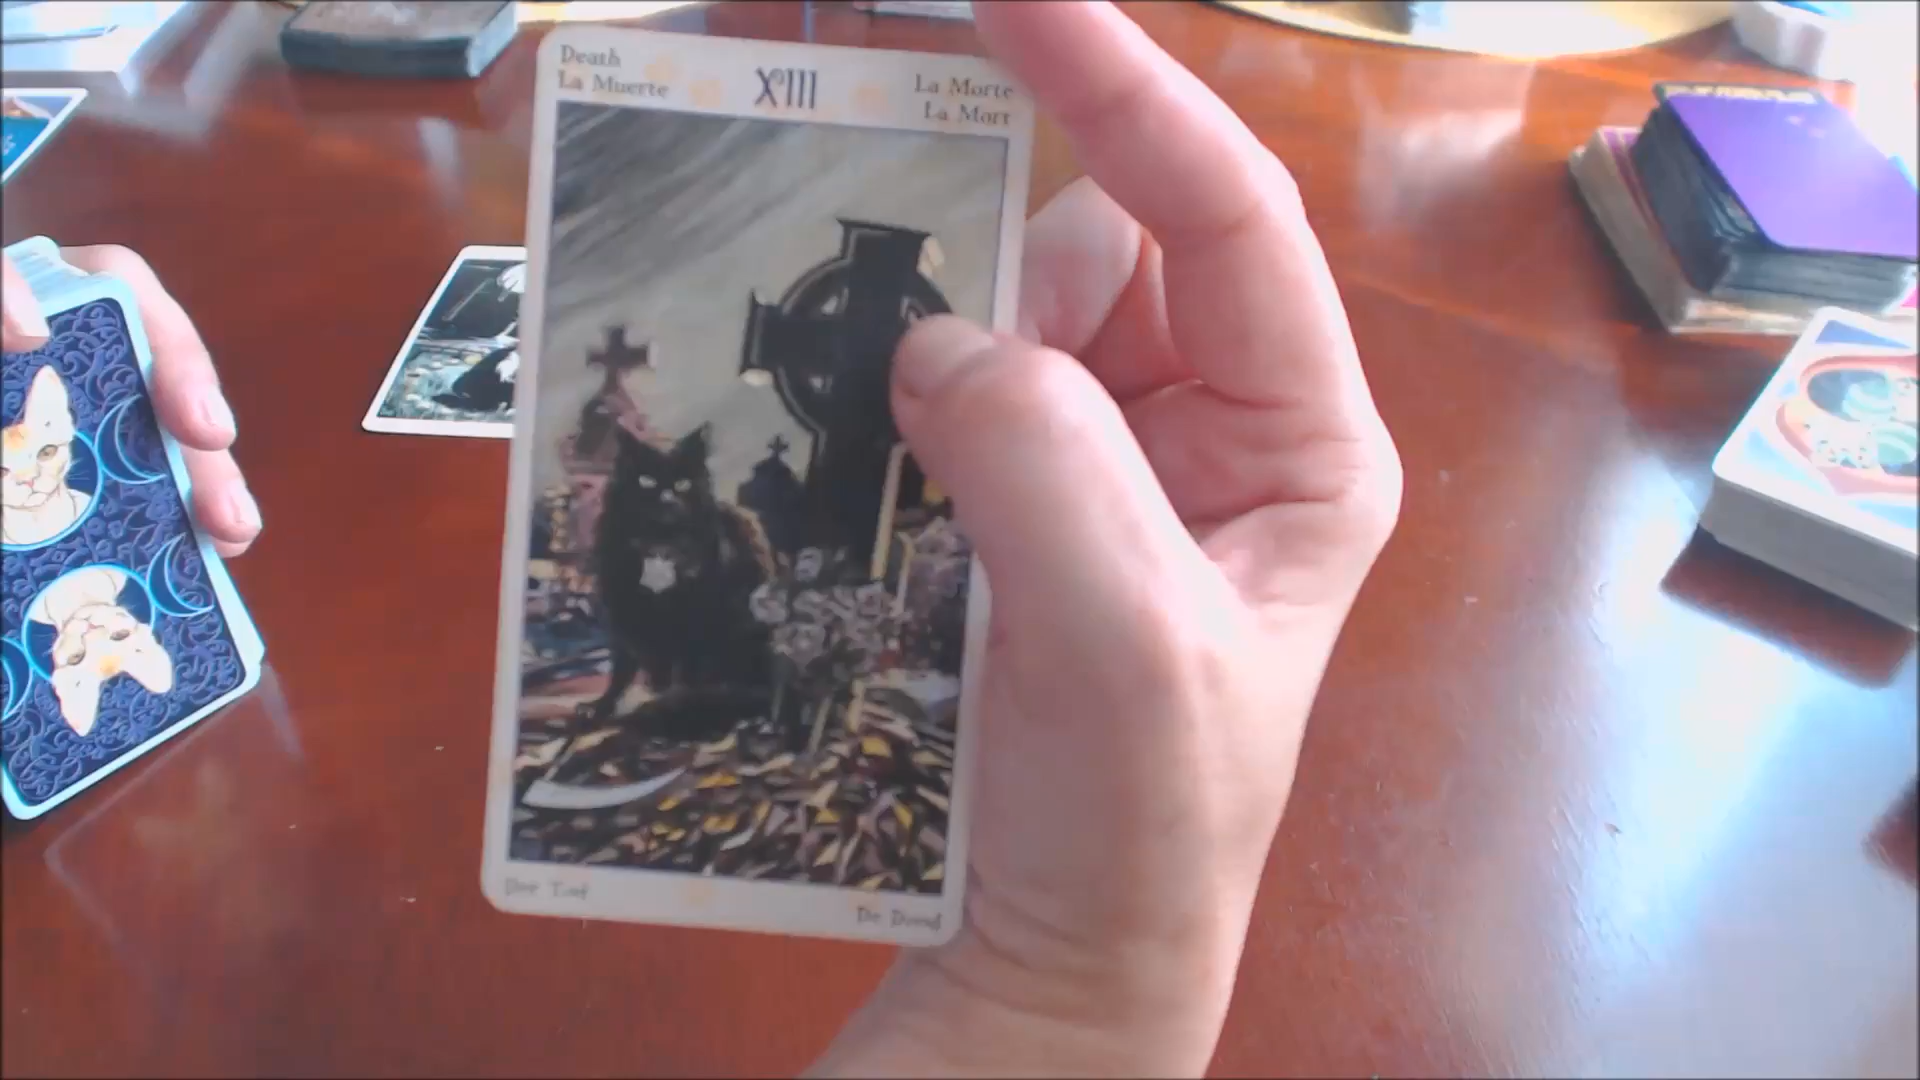 Death
La Muerte
XIII
La Morte
La Mort
Der Tod
De Dood